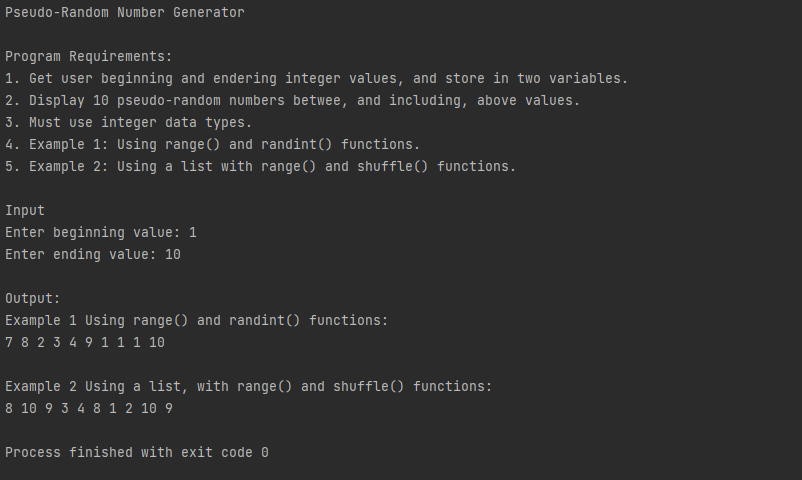 Pseudo-Random Number Generator
Program Requirements:
1. Get user beginning and endering integer values, and store in two variables.
2. Display 10 pseudo-random numbers betwee, and including, above values.
3. Must use integer data types.
4. Example 1: Using range() and randint() functions.
5. Example 2: Using a list with range() and shuffle() functions.
Input
Enter beginning value: 1
Enter ending value: 10
Output:
Example 1 Using range() and randint() functions:
7 8 2 3 4 9 1 1 1 10
Example 2 Using a list, with range() and shuffle() functions:
8 10 9 3 4 8 1 2 10 9
Process finished with exit code 0